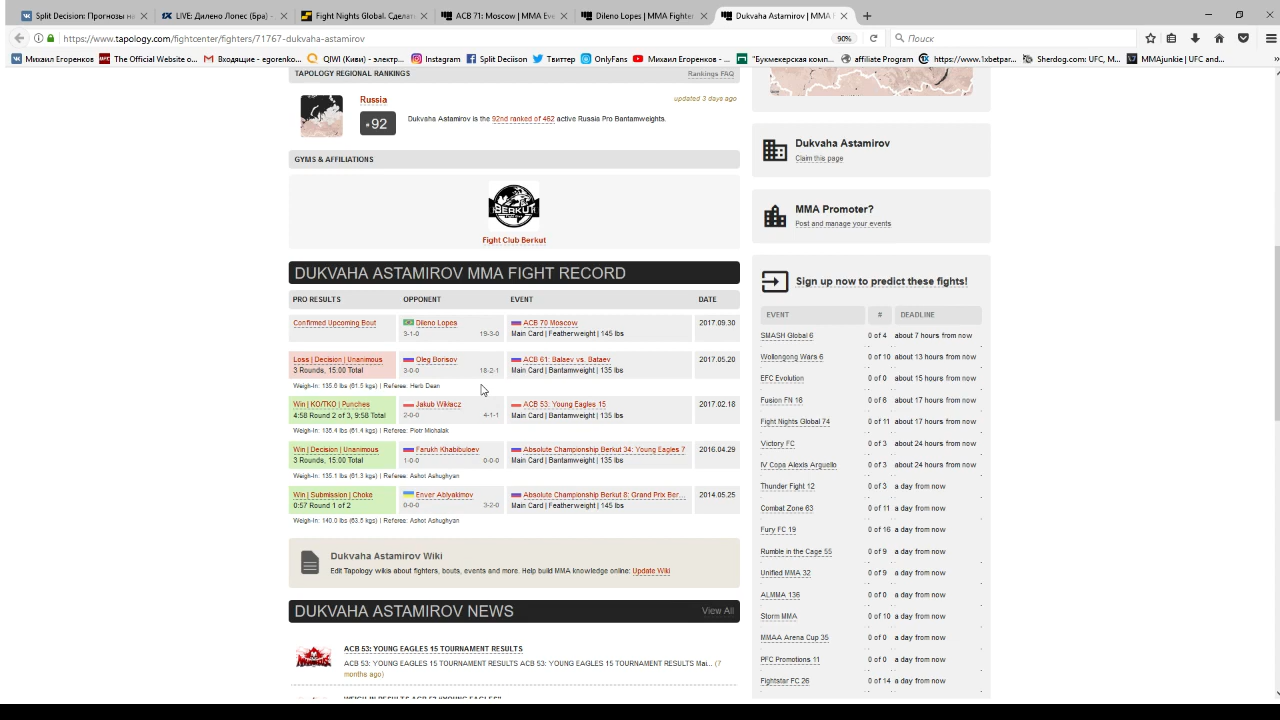 Split Decision: Прогнозы на
LIVE: Дилено Лопес (Бра) -
Fight Nights Global. Сделат
ACB 71: Moscow | MMA Eve
Dileno Lopes | MMA Fighter
Dukvaha Astamirov | MMA F
https://www.tapology.com/fightcenter/fighters/71767-dukvaha-astamirov
90%
Поиск
Михаил Егоренков
The Official Website o...
Входящие - egorenko...
QIWI (Киви) - электр...
Instagram
Split Deciison
Твиттер
OnlyFans
Михаил Егоренков - ...
"Букмекерская комп...
affiliate Program
https://www.1xbetpar...
Sherdog.com: UFC, M...
MMAjunkie | UFC and...
TAPOLOGY REGIONAL RANKINGS
Rankings FAQ
Russia
updated 3 days ago
#92
Dukvaha Astamirov is the 92nd ranked of 462 active Russia Pro Bantamweights.
GYMS & AFFILIATIONS
BERKUT
Fight Club Berkut
DUKVAHA ASTAMIROV MMA FIGHT RECORD
PRO RESULTS OPPONENT EVENT DATE
Confirmed Upcoming Bout Dileno Lopes ACB 70 Moscow 2017.09.30
3-1-0 19-3-0 Main Card | Featherweight | 145 lbs
Loss | Decision | Unanimous Oleg Borisov ACB 61: Balaev vs. Bataev 2017.05.20
3 Rounds, 15:00 Total 3-0-0 18-2-1 Main Card | Bantamweight | 135 lbs
Weigh-In: 135.6 lbs (61.5 kgs) | Referee: Herb Dean
Win | KO/TKO | Punches Jakub Wikłacz ACB 53: Young Eagles 15 2017.02.18
4:58 Round 2 of 3, 9:58 Total 2-0-0 4-1-1 Main Card | Bantamweight | 135 lbs
Weigh-In: 135.4 lbs (61.4 kgs) | Referee: Piotr Michalak
Win | Decision | Unanimous Farukh Khabibuloev Absolute Championship Berkut 34: Young Eagles 7 2016.04.29
3 Rounds, 15:00 Total 1-0-0 0-0-0 Main Card | Bantamweight | 135 lbs
Weigh-In: 135.1 lbs (61.3 kgs) | Referee: Ashot Ashughyan
Win | Submission | Choke Enver Ablyakimov Absolute Championship Berkut 8: Grand Prix Ber... 2014.05.25
0:57 Round 1 of 2 0-0-0 3-2-0 Main Card | Featherweight | 145 lbs
Weigh-In: 140.0 lbs (63.5 kgs) | Referee: Ashot Ashughyan
Dukvaha Astamirov Wiki
Edit Tapology wikis about fighters, bouts, events and more. Help build MMA knowledge online: Update Wiki
DUKVAHA ASTAMIROV NEWS View All
ACB 53: YOUNG EAGLES 15 TOURNAMENT RESULTS
ACB 53: YOUNG EAGLES 15 TOURNAMENT RESULTS ACB 53: YOUNG EAGLES 15 TOURNAMENT RESULTS Mai... (7
months ago)
Dukvaha Astamirov
Claim this page
MMA Promoter?
Post and manage your events
Sign up now to predict these fights!
EVENT # DEADLINE
SMASH Global 6 0 of 4 about 7 hours from now
Wollongong Wars 6 0 of 10 about 13 hours from now
EFC Evolution 0 of 0 about 15 hours from now
Fusion FN 16 0 of 6 about 17 hours from now
Fight Nights Global 74 0 of 11 about 17 hours from now
Victory FC 0 of 3 about 24 hours from now
IV Copa Alexis Arguello 0 of 3 about 24 hours from now
Thunder Fight 12 0 of 3 a day from now
Combat Zone 63 0 of 11 a day from now
Fury FC 19 0 of 16 a day from now
Rumble in the Cage 55 0 of 9 a day from now
Unified MMA 32 0 of 9 a day from now
ALMMA 136 0 of 0 a day from now
Storm MMA 0 of 10 a day from now
MMAA Arena Cup 35 0 of 0 a day from now
PFC Promotions 11 0 of 0 a day from now
Fightstar FC 26 0 of 14 a day from now